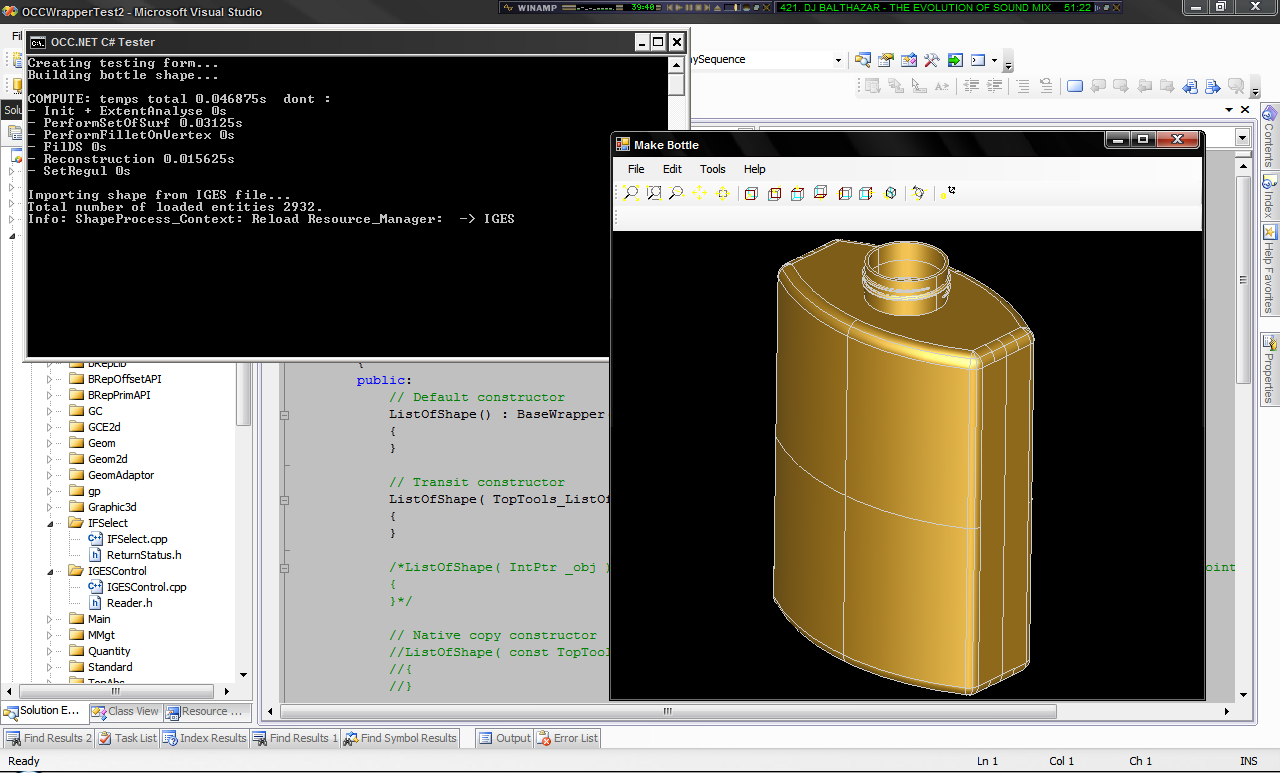 OCCWrapperTest2 - Microsoft Visual Studio
WINAMP
39:40
421. DJ BALTHAZAR - THE EVOLUTION OF SOUND MIX
51:22
OCC.NET C# Tester
Creating testing form...
Building bottle shape...
COMPUTE: temps total 0.046875s dont :
- Init + ExtentAnalyse 0s
- PerformSetOfSurf 0.03125s
- PerformFilletOnVertex 0s
- FilDS 0s
- Reconstruction 0.015625s
- SetRegul 0s
Importing shape from IGES file...
Total number of loaded entities 2932.
Info: ShapeProcess_Context: Reload Resource_Manager: -> IGES
ySequence
Solu
Make Bottle
File Edit Tools Help
Contents
Index
Help Favorites
Properties
BRepLib
BRepOffsetAPI
BRepPrimAPI
GC
GCE2d
Geom
Geom2d
GeomAdaptor
gp
Graphic3d
IFSelect
IFSelect.cpp
ReturnStatus.h
IGESControl
IGESControl.cpp
Reader.h
Main
MMgt
Quantity
Standard
TopAbs
{
public:
// Default constructor
ListOfShape() : BaseWrapper
{
}
// Transit constructor
ListOfShape( TopTools_ListOf
{
}
/*ListOfShape( IntPtr _obj )
oint
{
}*/
// Native copy constructor
//ListOfShape( const TopTool
//{
//}
Solution E... Class View Resource ...
Find Results 2 Task List Index Results Find Results 1 Find Symbol Results Output Error List
Ready Ln 1 Col 1 Ch 1 INS